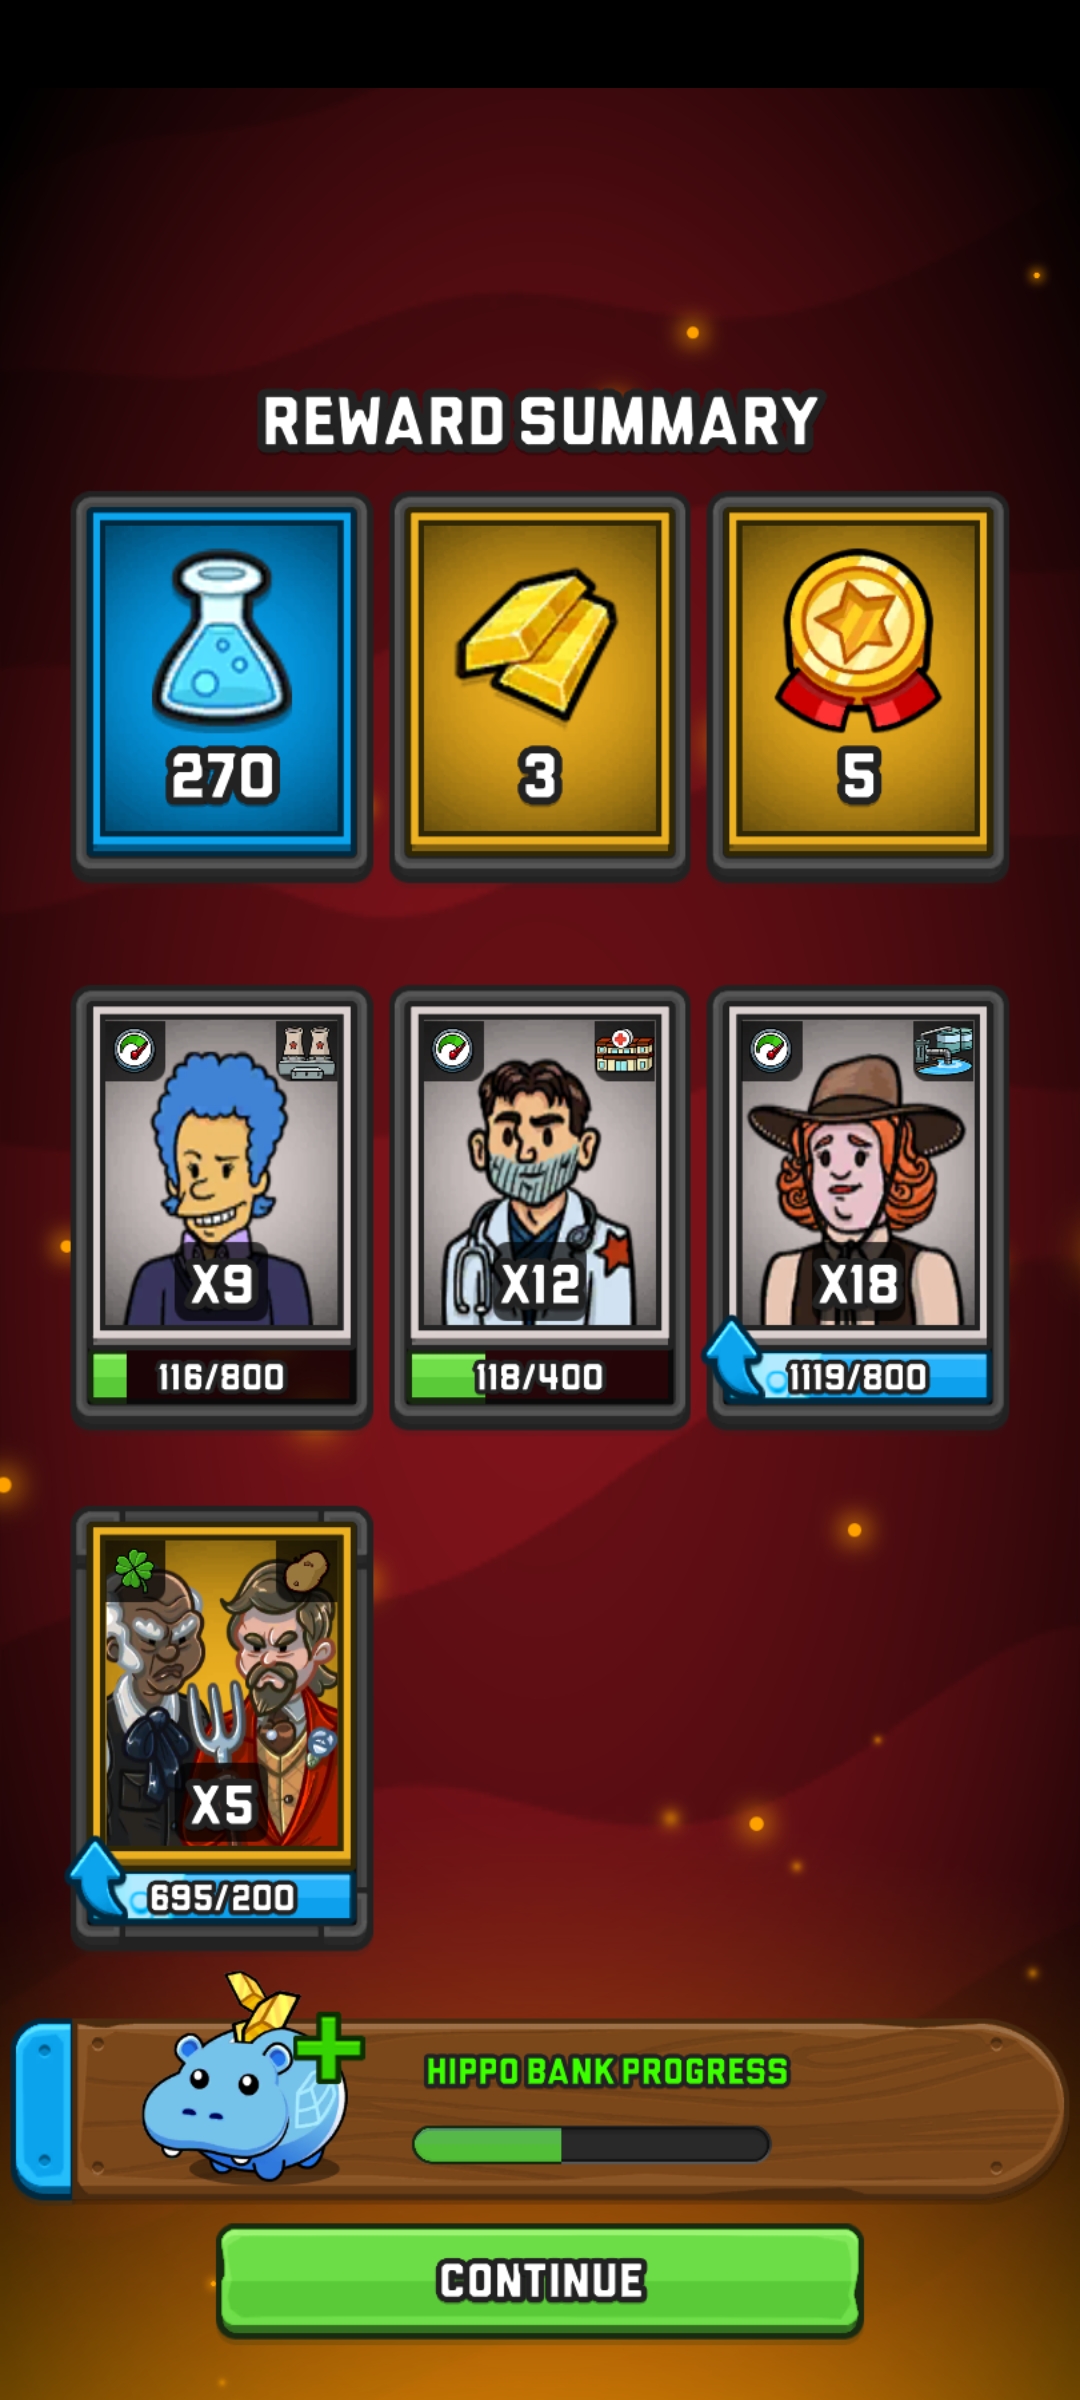 REWARD SUMMARY
270
3
5
X9
X12
X18
116/800
118/400
1119/800
X5
695/200
HIPPO BANK PROGRESS
CONTINUE